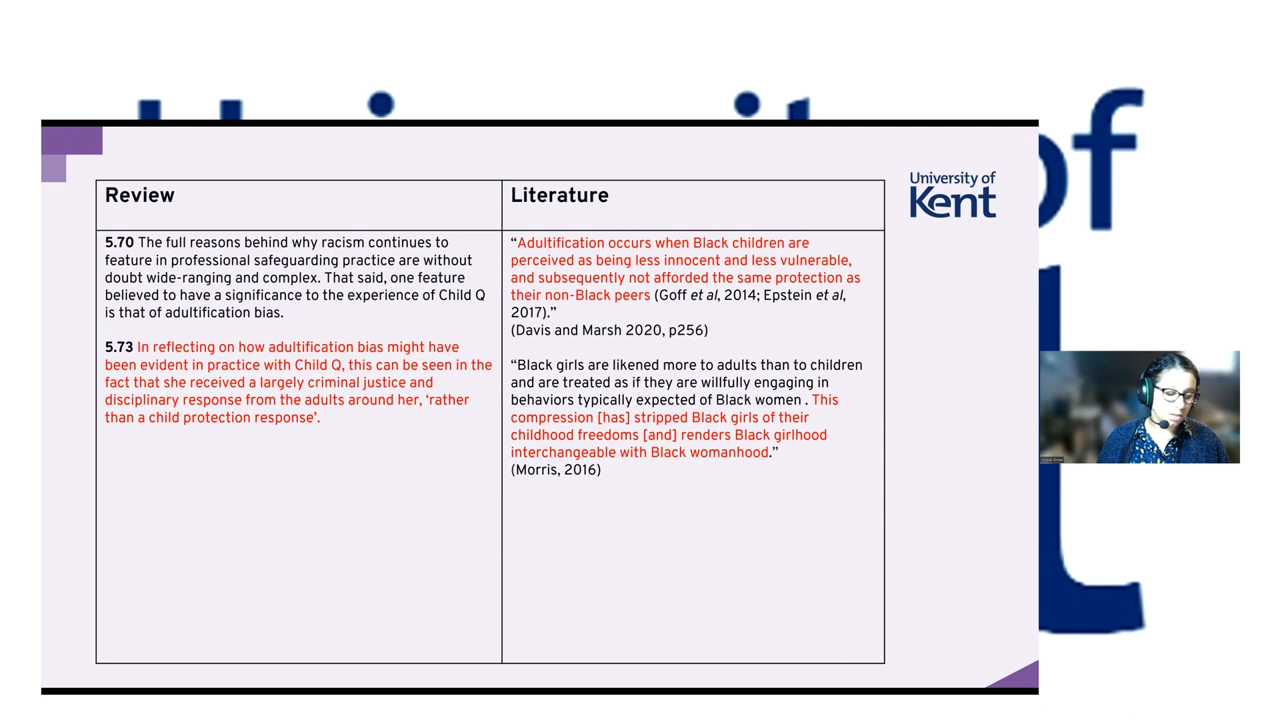 of
University of
Kent
Review
Literature
5.70 The full reasons behind why racism continues to
feature in professional safeguarding practice are without
doubt wide-ranging and complex. That said, one feature
believed to have a significance to the experience of Child Q
is that of adultification bias.
5.73 In reflecting on how adultification bias might have
been evident in practice with Child Q, this can be seen in the
fact that she received a largely criminal justice and
disciplinary response from the adults around her, ‘rather
than a child protection response’.
“Adultification occurs when Black children are
perceived as being less innocent and less vulnerable,
and subsequently not afforded the same protection as
their non-Black peers (Goff et al, 2014; Epstein et al,
2017).”
(Davis and Marsh 2020, p256)
“Black girls are likened more to adults than to children
and are treated as if they are willfully engaging in
behaviors typically expected of Black women . This
compression [has] stripped Black girls of their
childhood freedoms [and] renders Black girlhood
interchangeable with Black womanhood.”
(Morris, 2016)